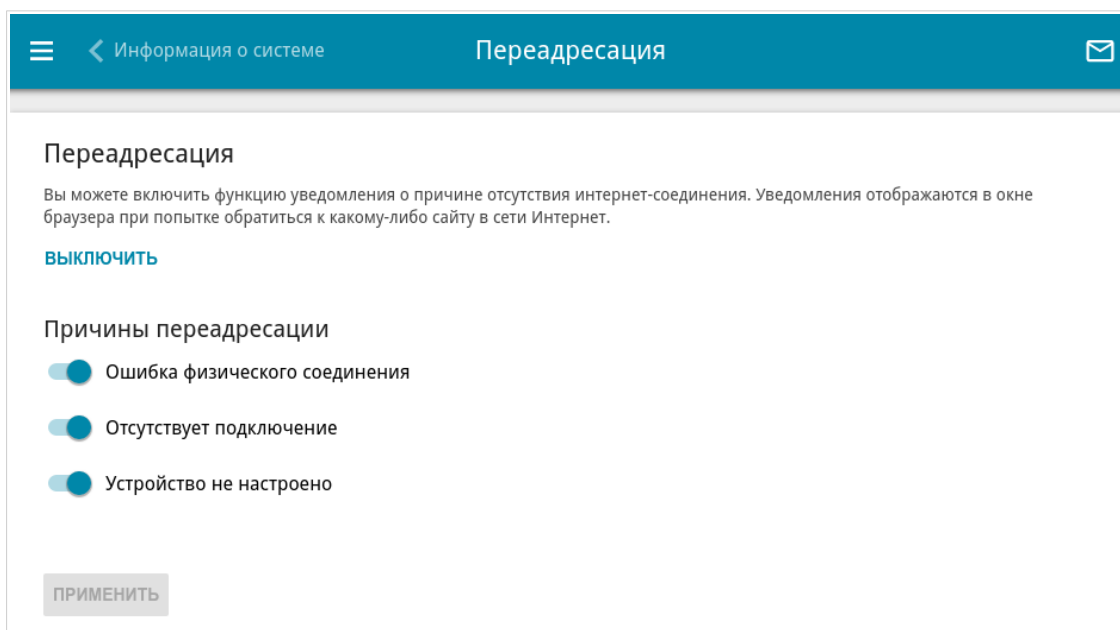 Информация о системе
Переадресация
Переадресация
Вы можете включить функцию уведомления о причине отсутствия интернет-соединения. Уведомления отображаются в окне
браузера при попытке обратиться к какому-либо сайту в сети Интернет.
ВЫКЛЮЧИТЬ
Причины переадресации
Ошибка физического соединения
Отсутствует подключение
Устройство не настроено
ПРИМЕНИТЬ